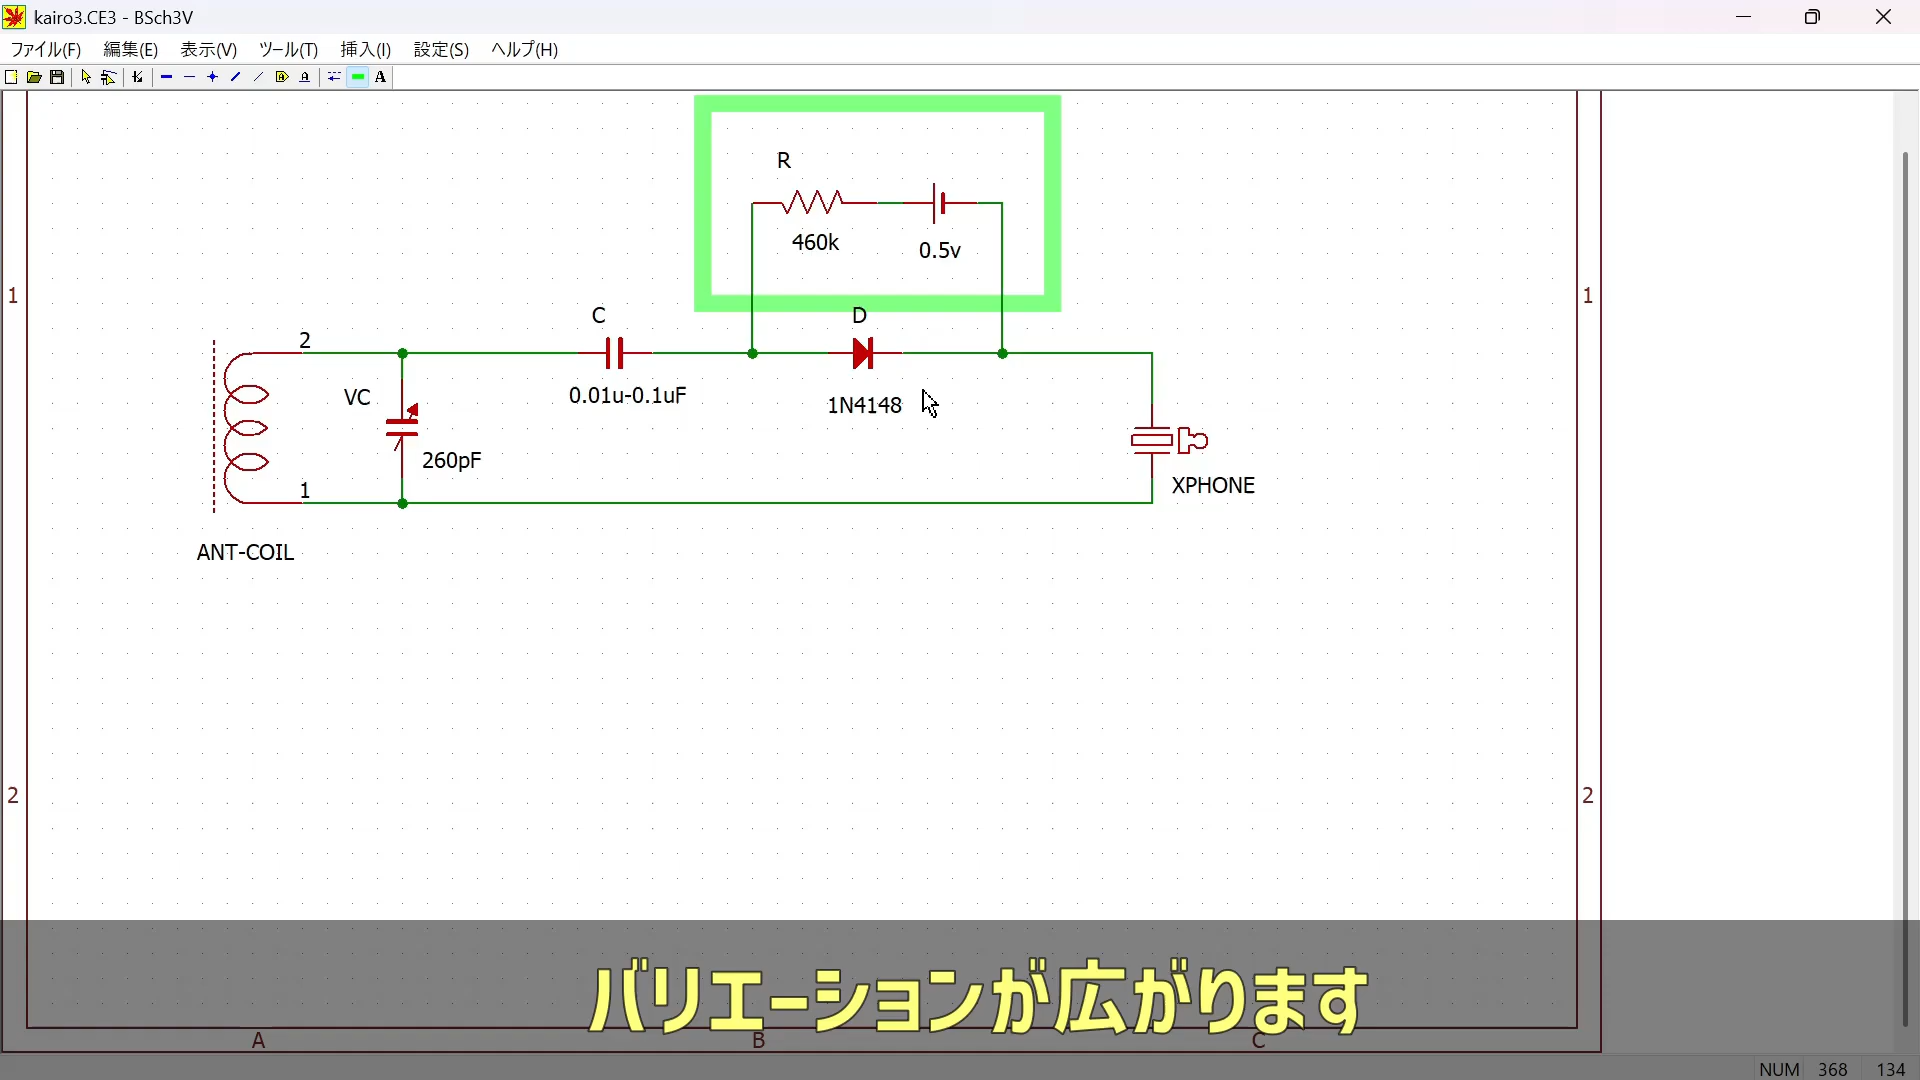 kairo3.CE3 - BSch3V
ファイル(F) 編集(E) 表示(V) ツール(T) 挿入(I) 設定(S) ヘルプ(H)
A
R
460k
0.5v
1
1
C
D
2
VC
0.01u-0.1uF
1N4148
260pF
1
XPHONE
ANT-COIL
2
2
バリエーションが広がります
A B C
NUM 368 134